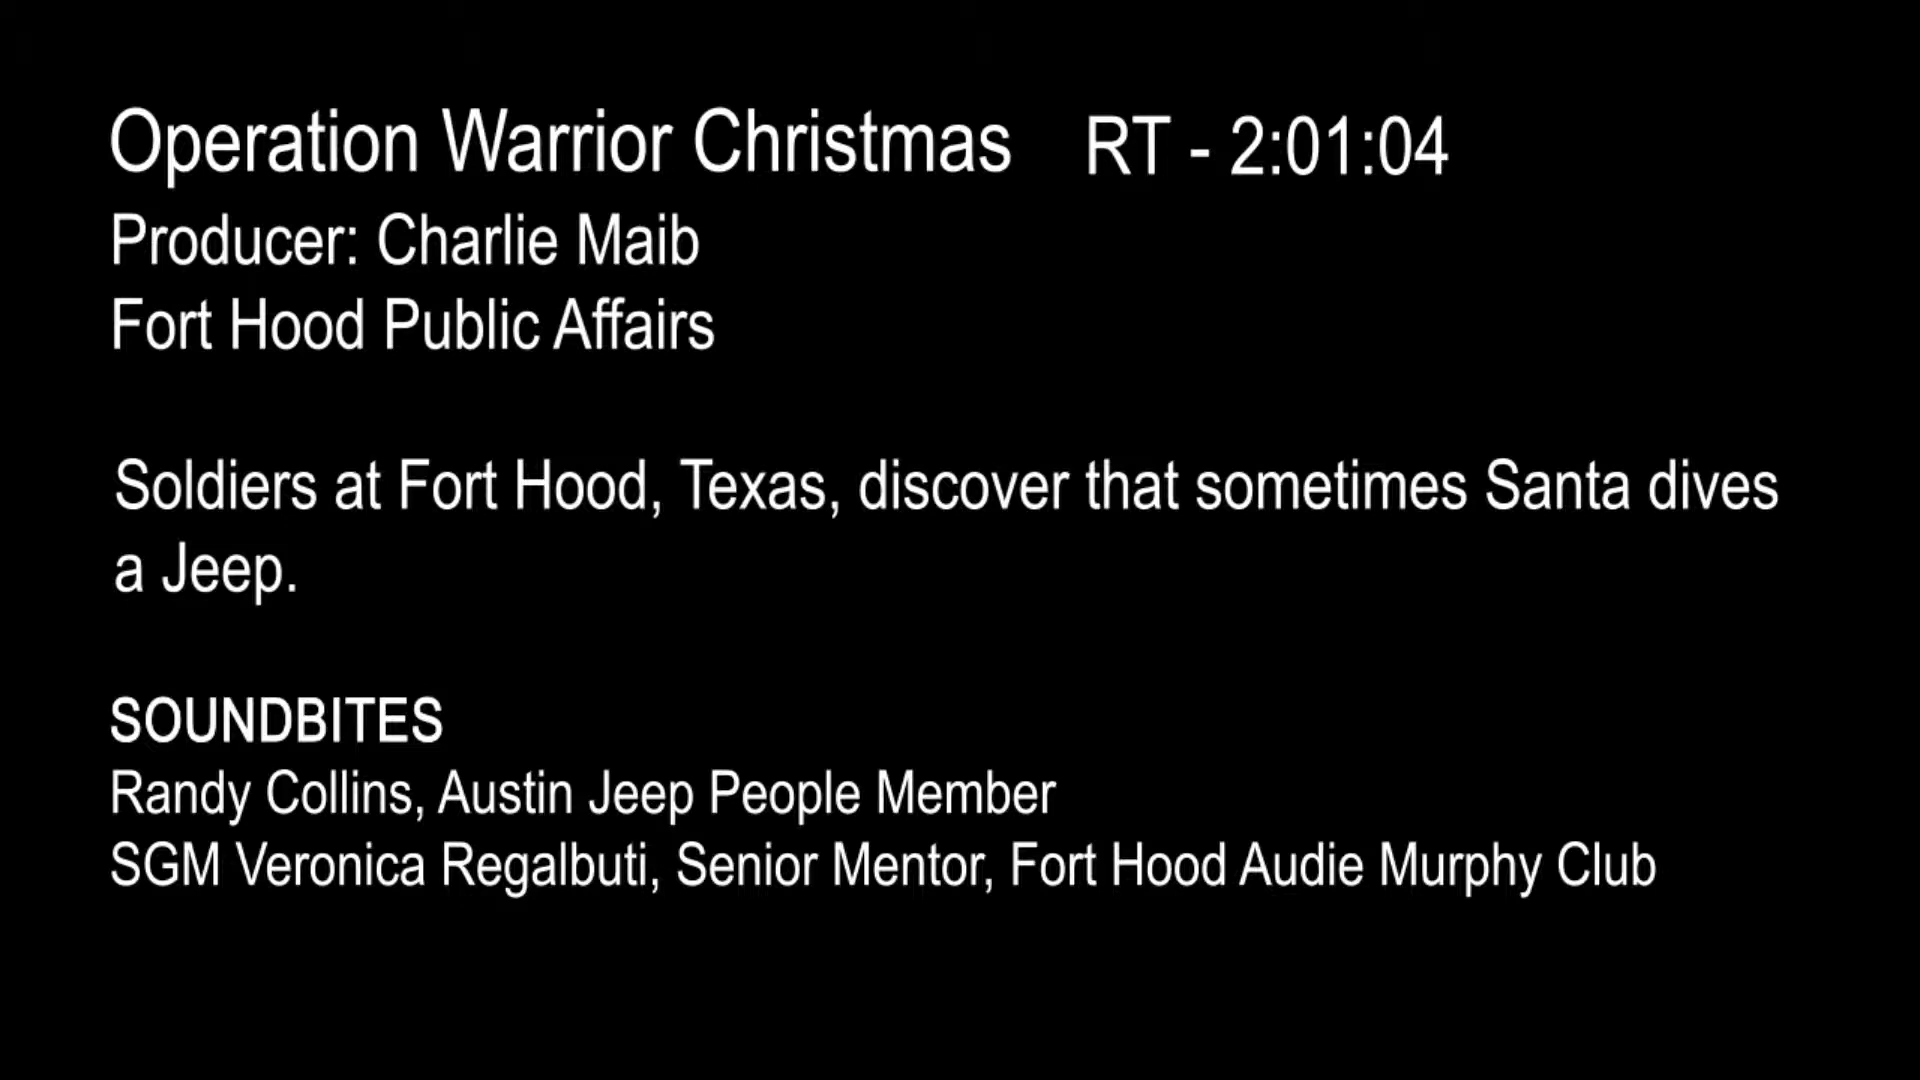 Operation Warrior Christmas RT - 2:01:04
Producer: Charlie Maib
Fort Hood Public Affairs
Soldiers at Fort Hood, Texas, discover that sometimes Santa dives
a Jeep.
SOUNDBITES
Randy Collins, Austin Jeep People Member
SGM Veronica Regalbuti, Senior Mentor, Fort Hood Audie Murphy Club